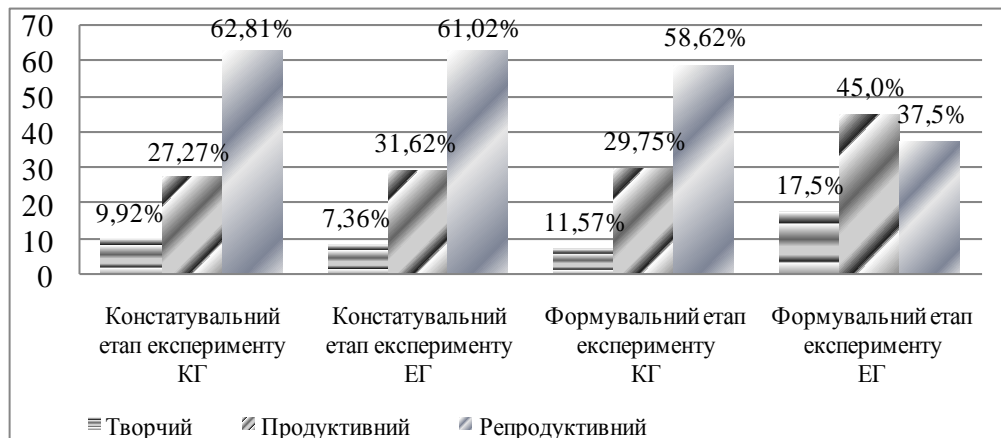 70
60
50
40
30
20
10
0
62,81%
61,02%
58,62%
45,0%
37,5%
27,27%
31,62%
29,75%
17,5%
9,92%
7,36%
11,57%
Констатувальний
етап експерименту
КГ
Констатувальний
етап експерименту
ЕГ
Формувальний етап
експерименту
КГ
Формувальний етап
експерименту
ЕГ
Творчий
Продуктивний
Репродуктивний